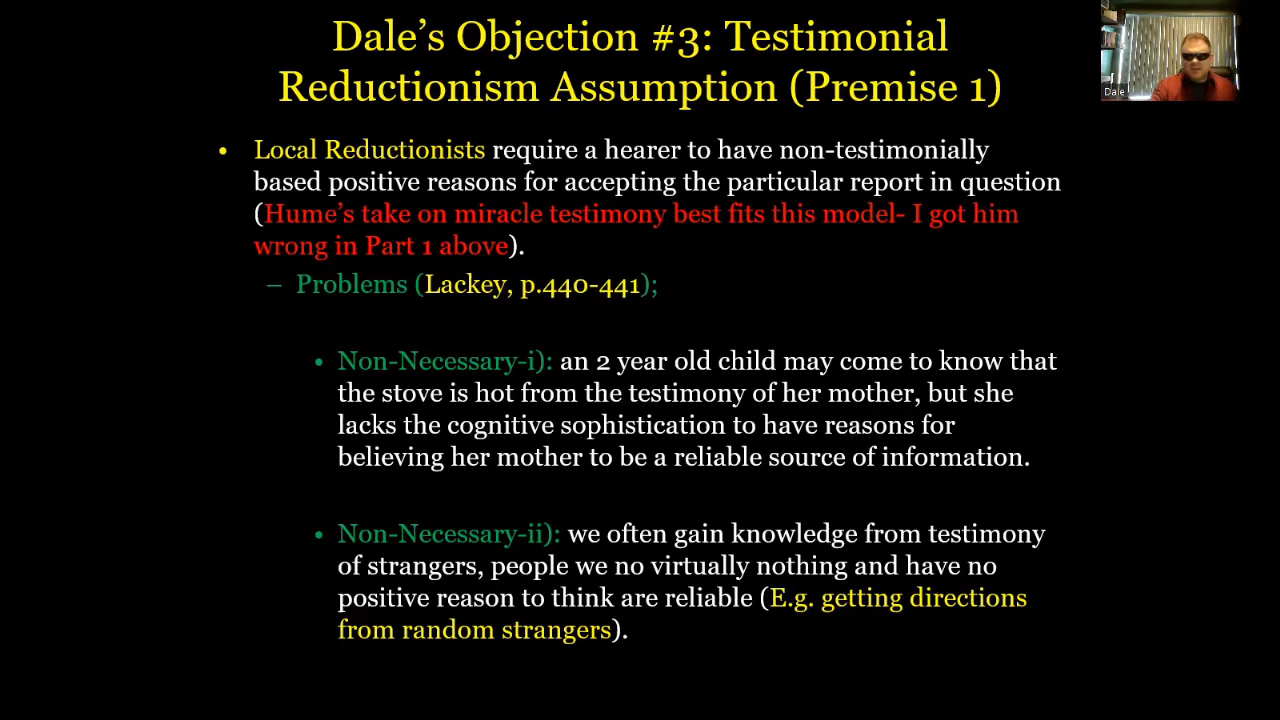 Dale's Objection #3: Testimonial
Reductionism Assumption (Premise 1)
Dale
• Local Reductionists require a hearer to have non-testimonially
based positive reasons for accepting the particular report in question
(Hume's take on miracle testimony best fits this model- I got him
wrong in Part 1 above).
– Problems (Lackey, p.440-441);
• Non-Necessary-i): an 2 year old child may come to know that
the stove is hot from the testimony of her mother, but she
lacks the cognitive sophistication to have reasons for
believing her mother to be a reliable source of information.
• Non-Necessary-ii): we often gain knowledge from testimony
of strangers, people we no virtually nothing and have no
positive reason to think are reliable (E.g. getting directions
from random strangers).